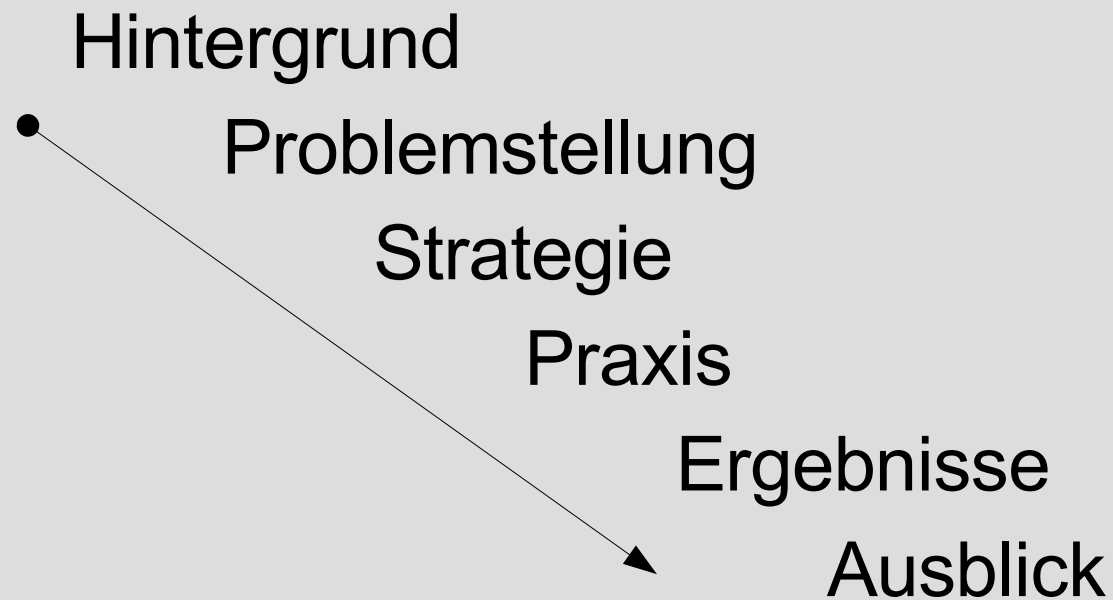 Hintergrund
Problemstellung
Strategie
Praxis
Ergebnisse
Ausblick